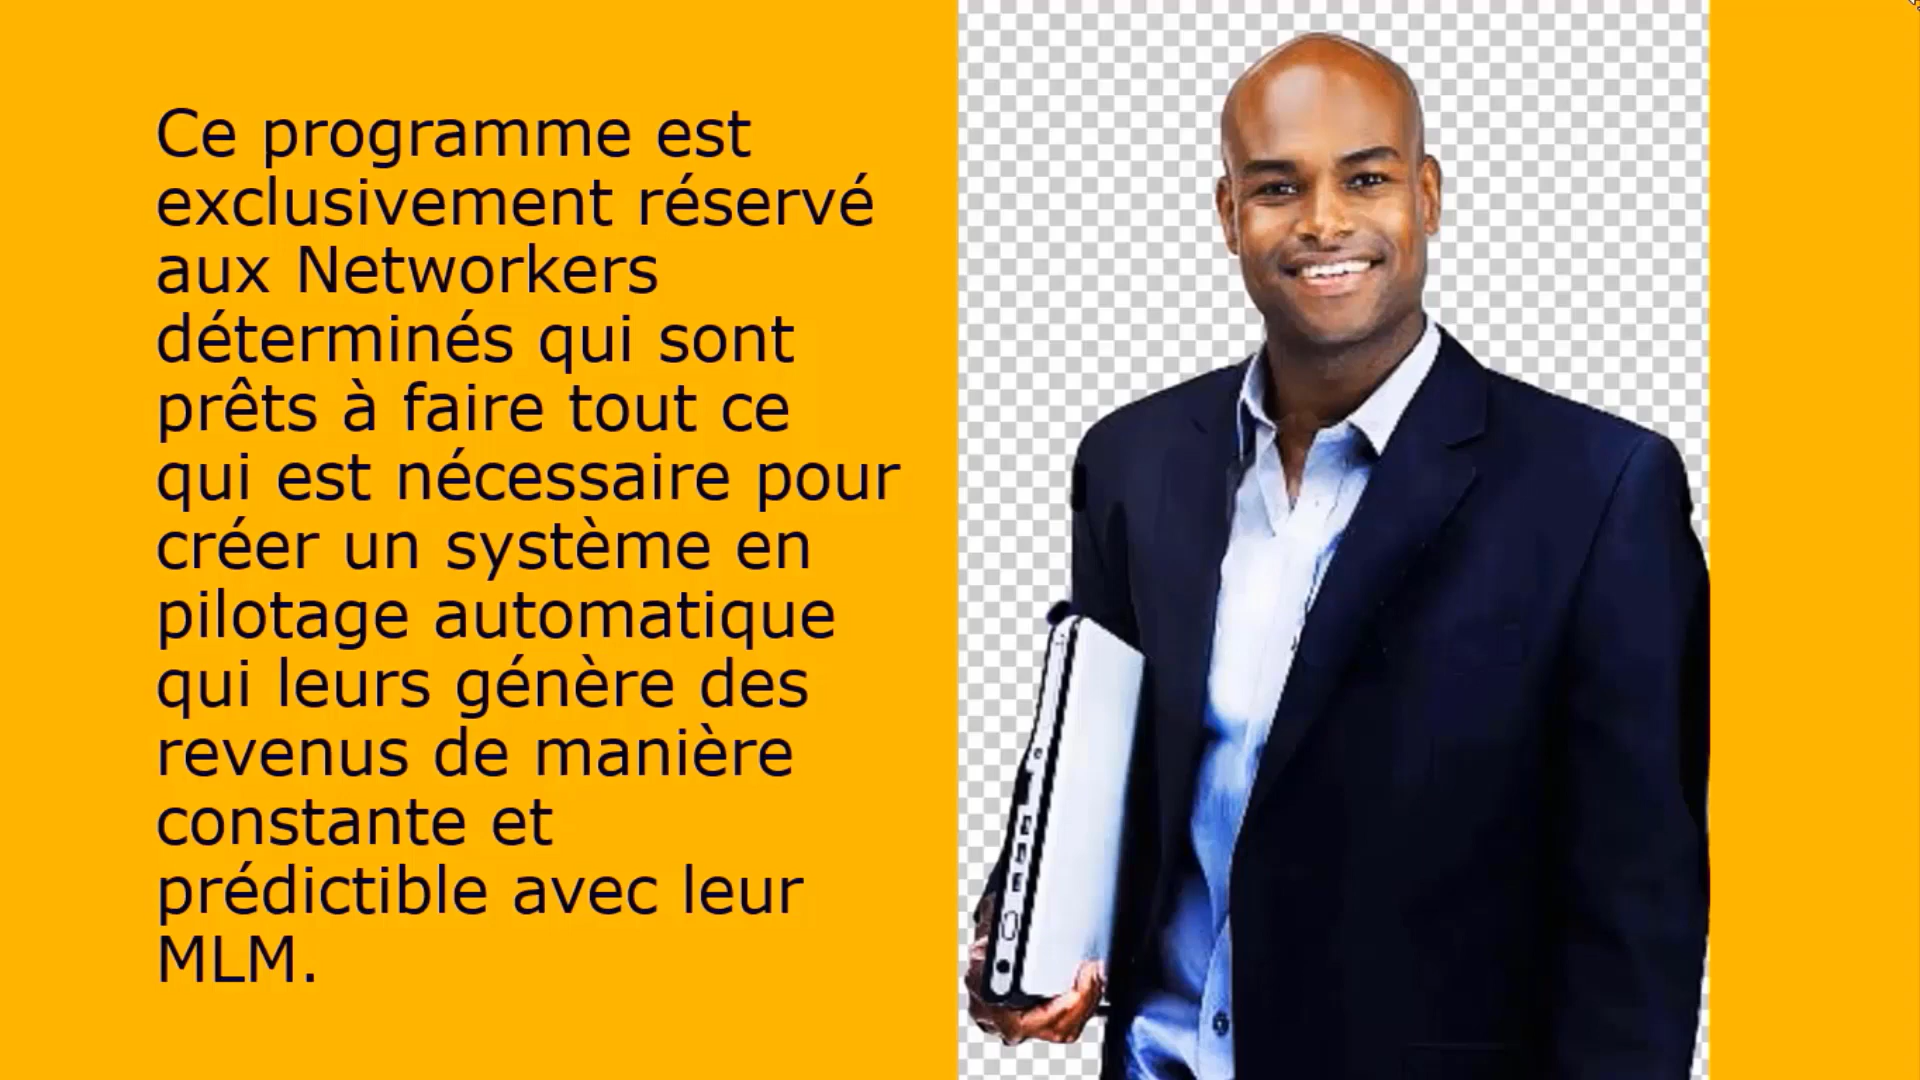 Ce programme est
exclusivement réservé
aux Networkers
déterminés qui sont
prêts à faire tout ce
qui est nécessaire pour
créer un système en
pilotage automatique
qui leurs génère des
revenus de manière
constante et
prédictible avec leur
MLM.